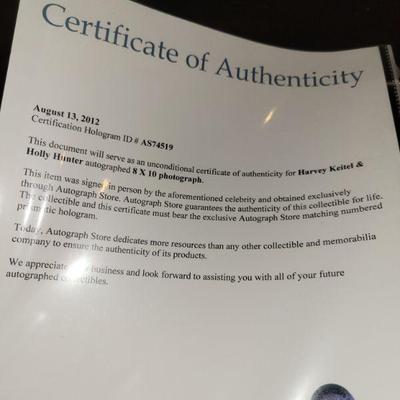 Certificate of Authenticity
August 13, 2012
Certification Hologram ID # AS74519
This document will serve as an unconditional certificate of authenticity for Harvey Keitel &
Holly Hunter autographed 8 X 10 photograph.
This item was signed in person by the aforementioned celebrity and obtained exclusively
through Autograph Store. Autograph Store guarantees the authenticity of this collectible for life.
The collectible and this certificate must bear the exclusive Autograph Store matching numbered
hologram.
Today, Autograph Store dedicates more resources than any other collectible and memorabilia
company to ensure the authenticity of its products.
We appreciate business and look forward to assisting you with all of your future
autographed